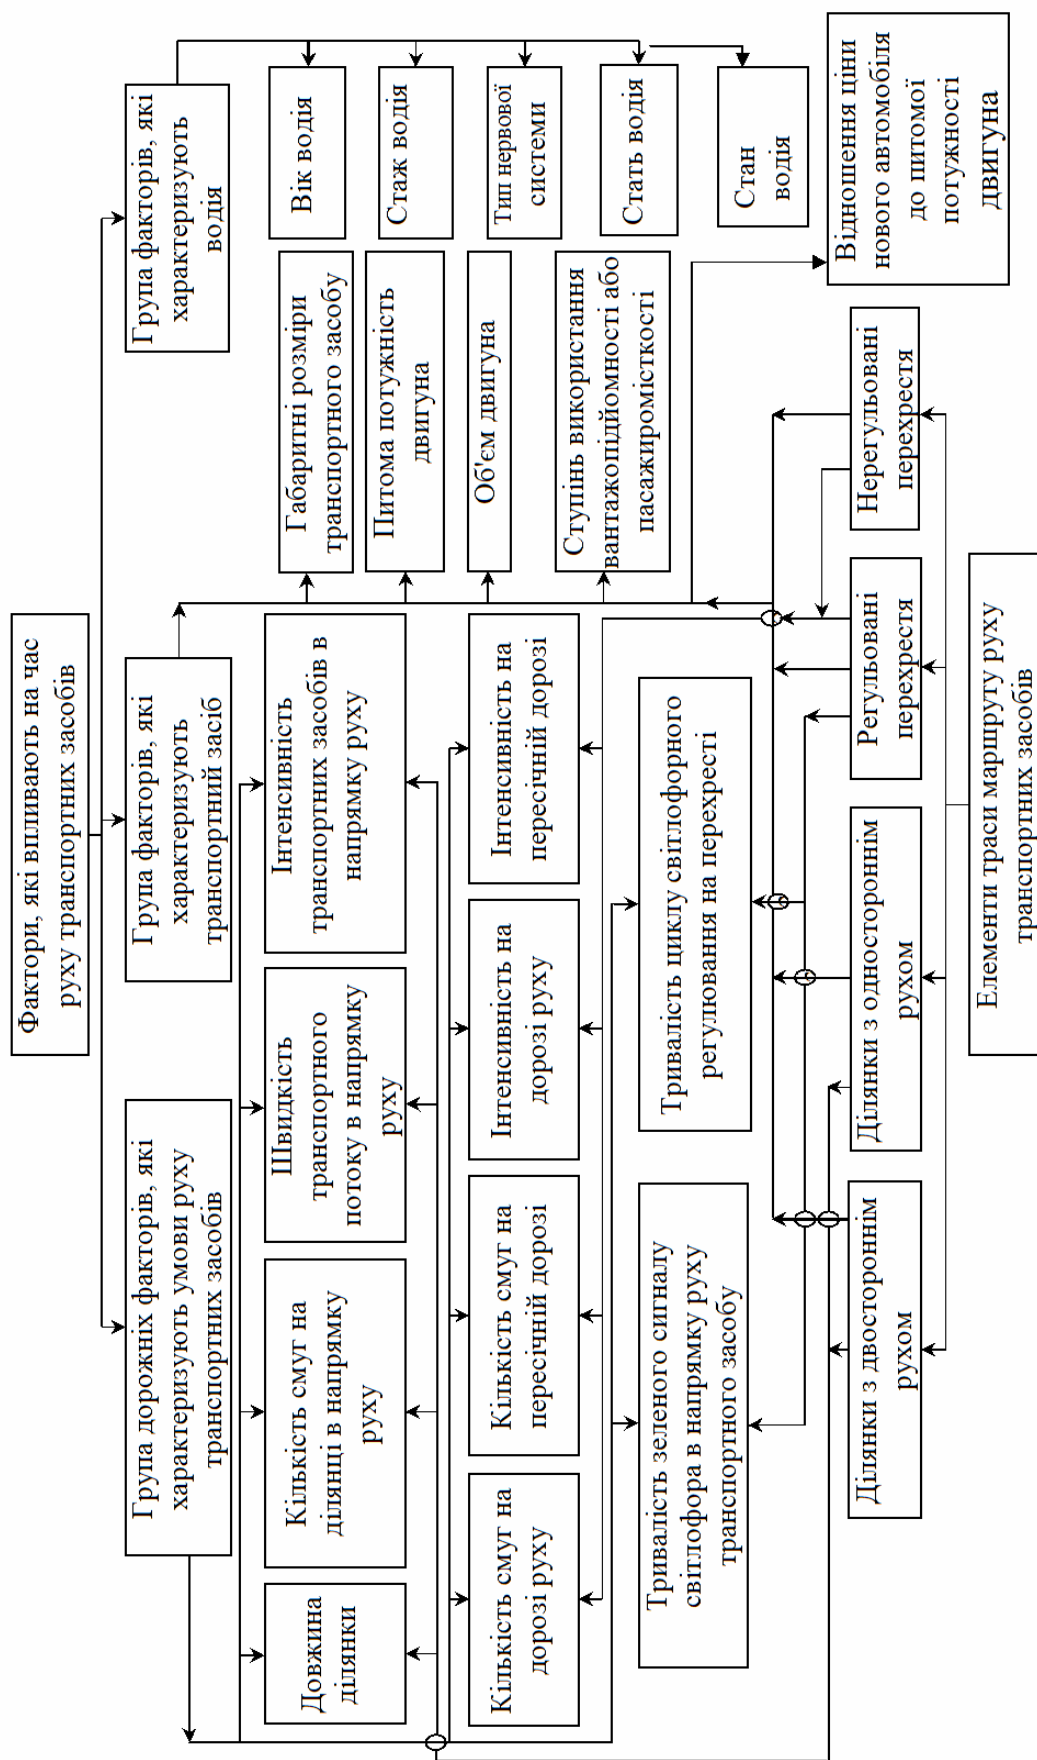 Фактори, які впливають на час
руху транспортних засобів
Група дорожніх факторів, які
характеризують умови руху
транспортних засобів
Група факторів, які
характеризують
транспортний засіб
Група факторів, які
характеризують
водія
Довжина
ділянки
Кількість смуг на
ділянці в напрямку
руху
Швидкість
транспортного
потоку в напрямку
руху
Інтенсивність
транспортних засобів в
напрямку руху
Габаритні розміри
транспортного засобу
Вік водія
Питома потужність
двигуна
Стаж водія
Кількість смуг на
дорозі руху
Кількість смуг на
пересічній дорозі
Інтенсивність на
дорозі руху
Інтенсивність на
пересічній дорозі
Об'єм двигуна
Тип нервової
системи
Ступінь використання
вантажопідйомності або
пасажиромісткості
Стать водія
Тривалість зеленого сигналу
світлофора в напрямку руху
транспортного засобу
Тривалість циклу світлофорного
регулювання на перехресті
Стан
водія
Відношення ціни
нового автомобіля
до питомої
потужності
двигуна
Ділянки з двостороннім
рухом
Ділянки з одностороннім
рухом
Регульовані
перехрестя
Нерегульовані
перехрестя
Елементи траси маршруту руху
транспортних засобів